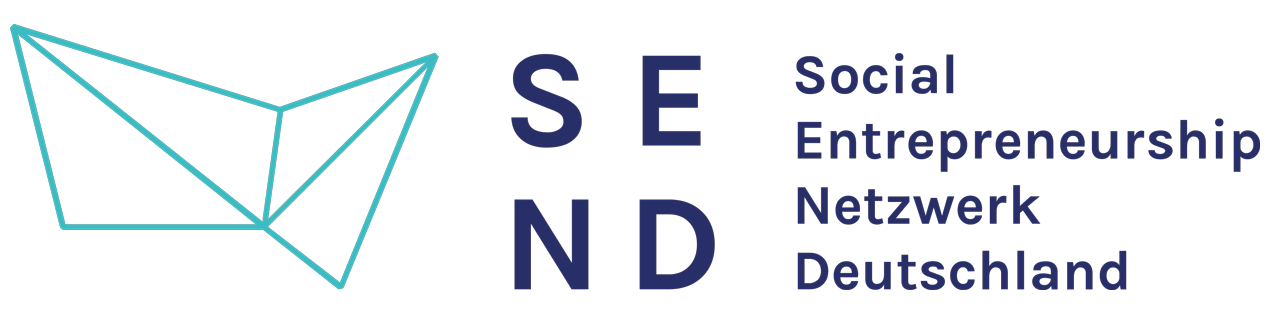 S E
N D
Social
Entrepreneurship
Netzwerk
Deutschland